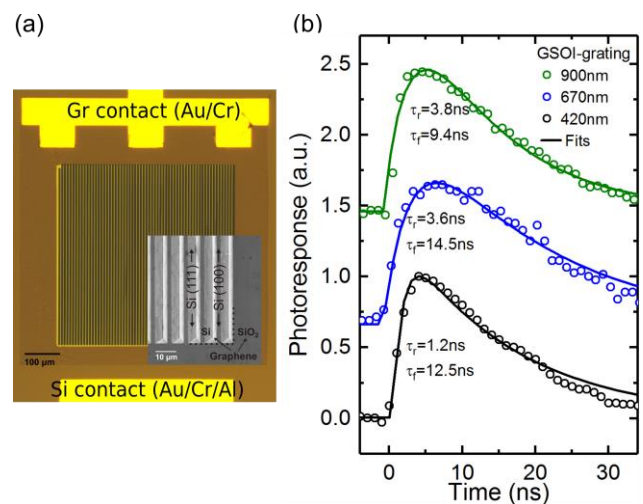 (a)
Gr contact (Au/Cr)
Si (111)
Si (100)
Si
SiO₂
Graphene
10 µm
100 µm
Si contact (Au/Cr/Al)
(b)
GSOI-grating
900nm
670nm
420nm
Fits
τr=3.8ns
τf=9.4ns
τr=3.6ns
τf=14.5ns
τr=1.2ns
τf=12.5ns
2.5
2.0
1.5
1.0
0.5
0.0
Photoresponse (a.u.)
0
10
20
30
Time (ns)